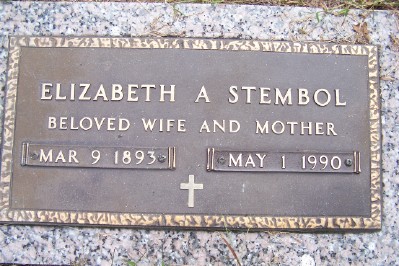 ELIZABETH A STEMBOL
BELOVED WIFE AND MOTHER
MAR 9 1893 MAY 1 1990